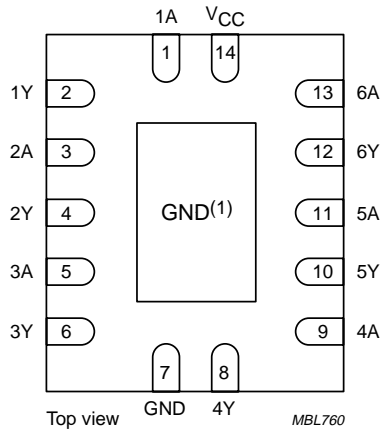 1A VCC
1 14
1Y 2 13 6A
2A 3 12 6Y
2Y 4 GND(1) 11 5A
3A 5 10 5Y
3Y 6 9 4A
7 8
Top view GND 4Y MBL760